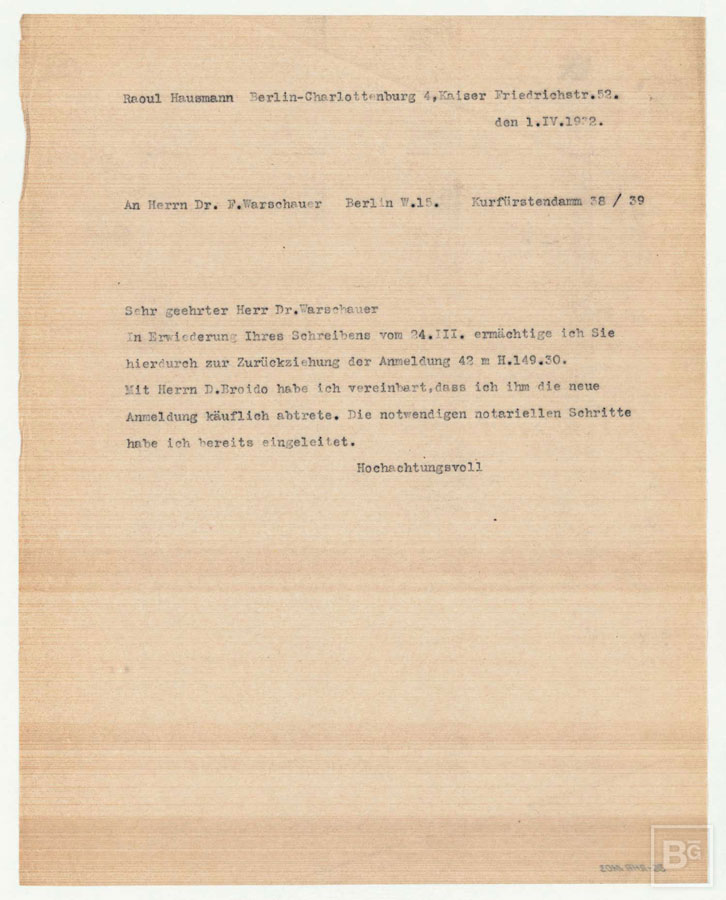 Raoul Hausmann Berlin-Charlottenburg 4,Kaiser Friedrichstr.52.
den 1.IV.1932.
An Herrn Dr. F.Warschauer Berlin W.15. Kurfürstendamm 38 / 39
Sehr geehrter Herr Dr.Warschauer
In Erwiederung Ihres Schreibens vom 24.III. ermächtige ich Sie
hierdurch zur Zurückziehung der Anmeldung 42 m H.149.30.
Mit Herrn D.Broido habe ich vereinbart,dass ich ihm die neue
Anmeldung käuflich abtrete. Die notwendigen notariellen Schritte
habe ich bereits eingeleitet.
Hochachtungsvoll
BG